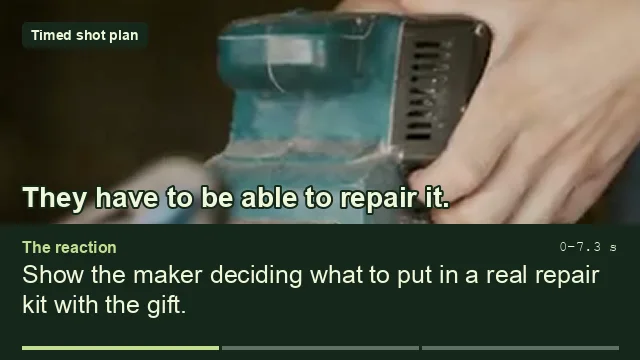 Timed shot plan
They have to be able to repair it.
The reaction
0–7.3 s
Show the maker deciding what to put in a real repair
kit with the gift.